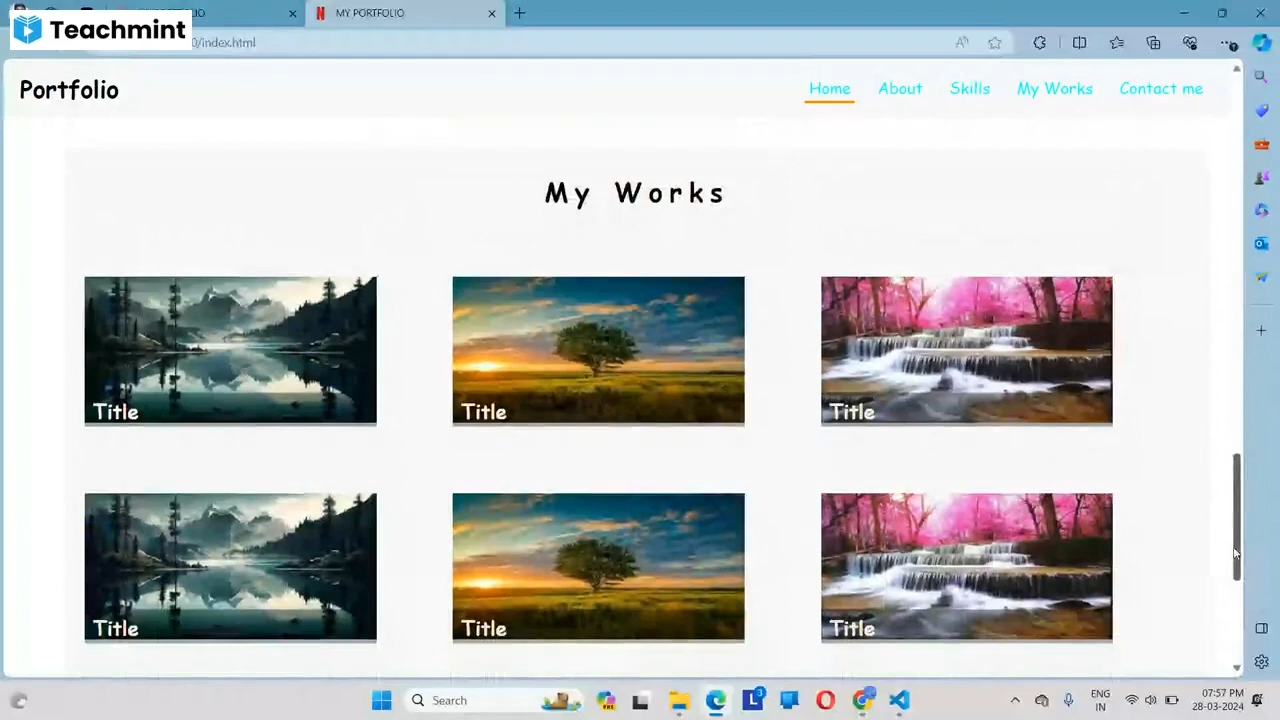 Teachmint
MY PORTFOLIO
0/index.html
Portfolio
Home About Skills My Works Contact me
My Works
Title Title Title
Title Title Title
Search
ENG
IN
07:57 PM
28-03-2024